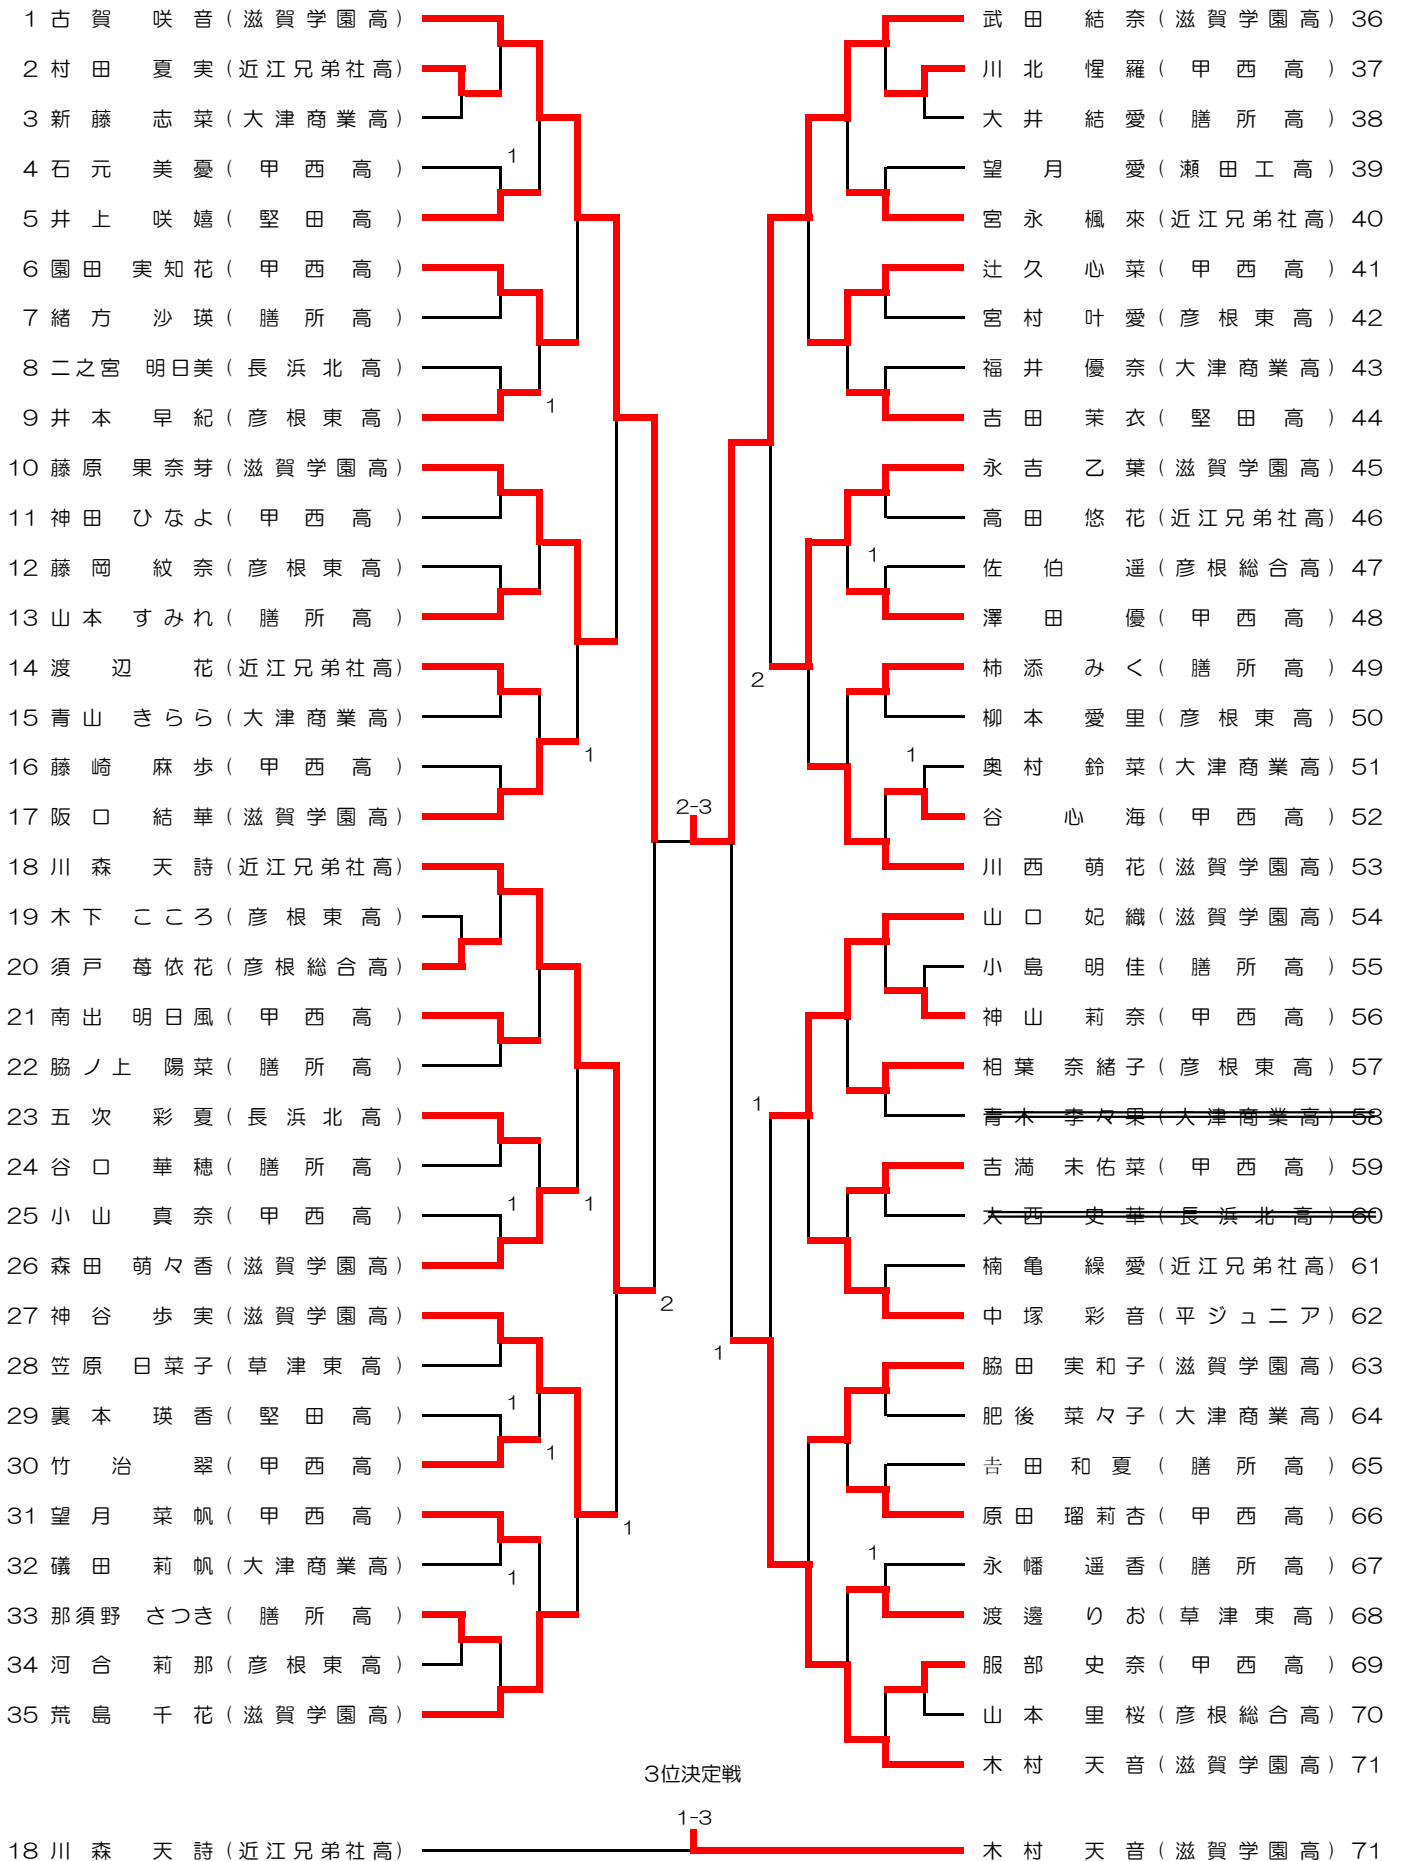 1 古賀 咲音 (滋賀学園高)
2 村田 夏実 (近江兄弟社高)
3 新藤 志菜 (大津商業高)
1
4 石元 美憂 (甲西高)
5 井上 咲嬉 (堅田高)
6 園田 実知花 (甲西高)
7 緒方 沙瑛 (膳所高)
8 二之宮 明日美 (長浜北高)
1
9 井本 早紀 (彦根東高)
10 藤原 果奈芽 (滋賀学園高)
11 神田 ひなよ (甲西高)
12 藤岡 紋奈 (彦根東高)
13 山本 すみれ (膳所高)
14 渡辺 花 (近江兄弟社高)
15 青山 きらら (大津商業高)
1
16 藤崎 麻歩 (甲西高)
17 阪口 結華 (滋賀学園高)
18 川森 天詩 (近江兄弟社高)
19 木下 こころ (彦根東高)
20 須戸 苺依花 (彦根総合高)
21 南出 明日風 (甲西高)
22 脇ノ上 陽菜 (膳所高)
23 五次 彩夏 (長浜北高)
24 谷口 華穂 (膳所高)
1 1
25 小山 真奈 (甲西高)
26 森田 萌々香 (滋賀学園高)
2
27 神谷 歩実 (滋賀学園高)
28 笠原 日菜子 (草津東高)
1
29 裏本 瑛香 (堅田高)
1
30 竹治 翠 (甲西高)
31 望月 菜帆 (甲西高)
1
32 礒田 莉帆 (大津商業高)
1
33 那須野 さつき (膳所高)
34 河合 莉那 (彦根東高)
35 荒島 千花 (滋賀学園高)
2-3
武田 結奈 (滋賀学園高) 36
川北 惺羅 (甲西高) 37
大井 結愛 (膳所高) 38
望月 愛 (瀬田工高) 39
宮永 楓來 (近江兄弟社高) 40
辻久 心菜 (甲西高) 41
宮村 叶愛 (彦根東高) 42
福井 優奈 (大津商業高) 43
吉田 茉衣 (堅田高) 44
永吉 乙葉 (滋賀学園高) 45
高田 悠花 (近江兄弟社高) 46
1
佐伯 遥 (彦根総合高) 47
澤田 優 (甲西高) 48
2
柿添 みく (膳所高) 49
柳本 愛里 (彦根東高) 50
1
奥村 鈴菜 (大津商業高) 51
谷 心海 (甲西高) 52
川西 萌花 (滋賀学園高) 53
山口 妃織 (滋賀学園高) 54
小島 明佳 (膳所高) 55
神山 莉奈 (甲西高) 56
相葉 奈緒子 (彦根東高) 57
1
青木 李々果 (大津商業高) 58
吉満 未佑菜 (甲西高) 59
大西 史華 (長浜北高) 60
楠亀 繰愛 (近江兄弟社高) 61
中塚 彩音 (平ジュニア) 62
1
脇田 実和子 (滋賀学園高) 63
肥後 菜々子 (大津商業高) 64
𠮷田 和夏 (膳所高) 65
原田 瑠莉杏 (甲西高) 66
1
永幡 遥香 (膳所高) 67
渡邊 りお (草津東高) 68
服部 史奈 (甲西高) 69
山本 里桜 (彦根総合高) 70
木村 天音 (滋賀学園高) 71
3位決定戦
1-3
18 川森 天詩 (近江兄弟社高)
木村 天音 (滋賀学園高) 71